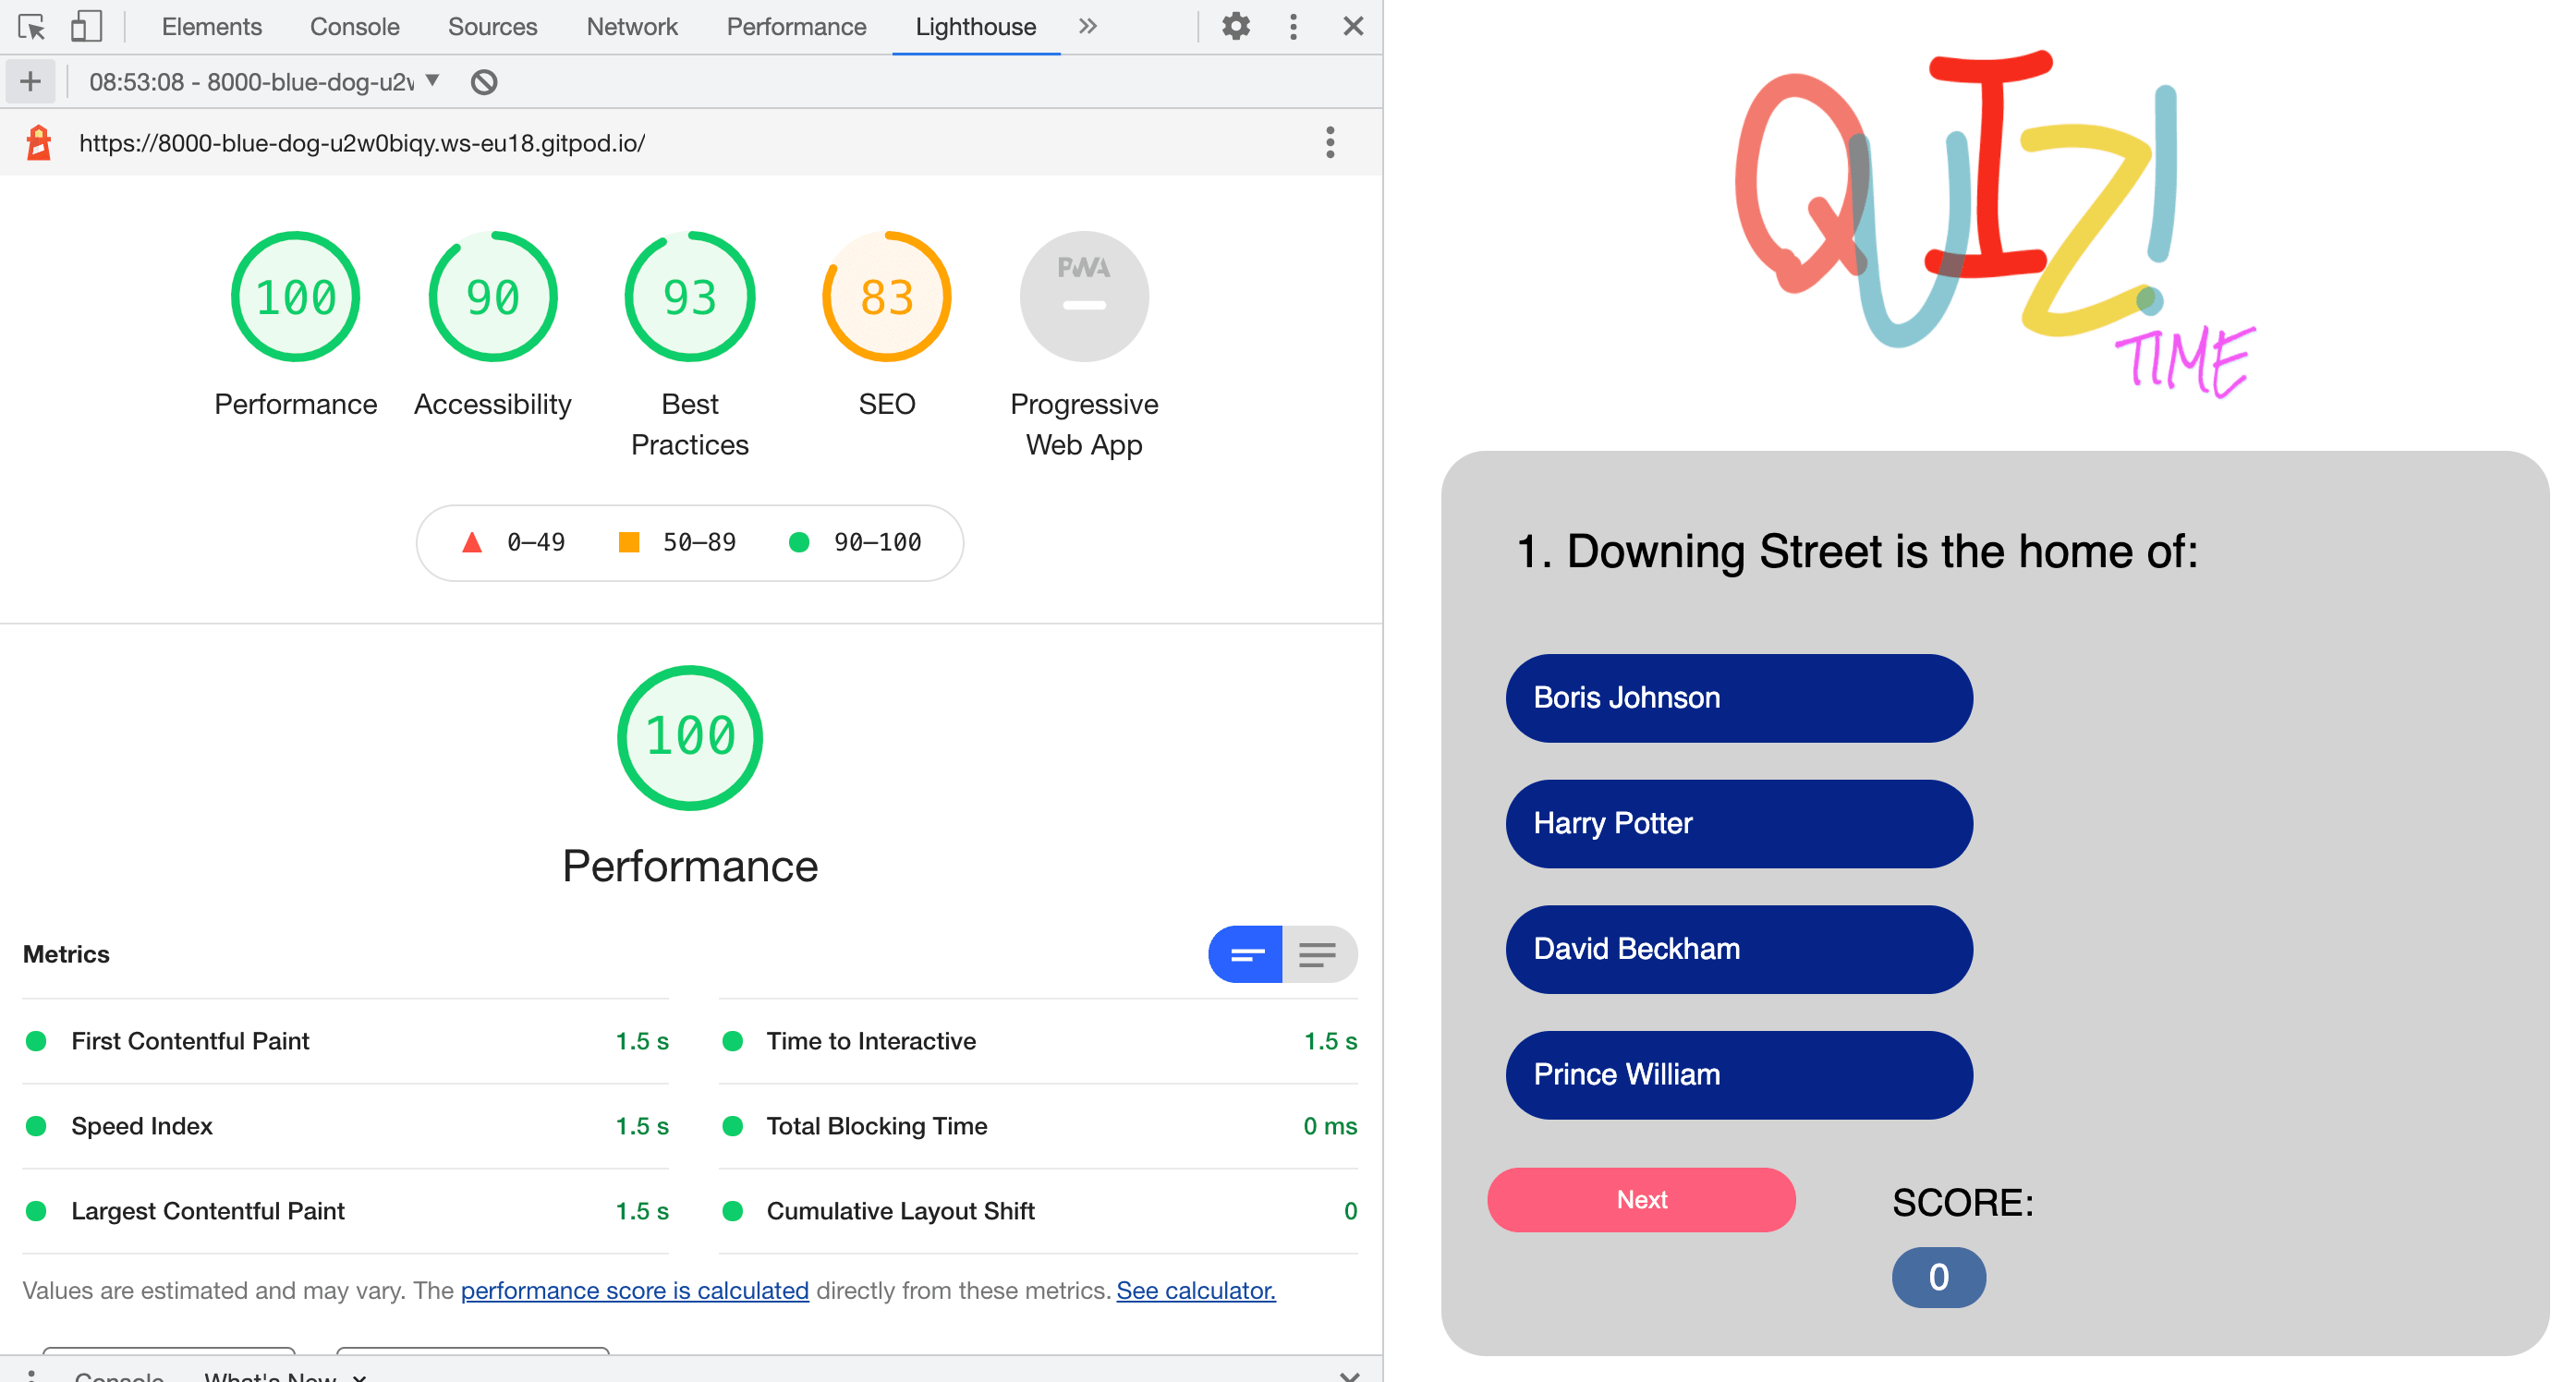 Elements Console Sources Network Performance Lighthouse »
08:53:08 - 8000-blue-dog-u2w
https://8000-blue-dog-u2w0biqy.ws-eu18.gitpod.io/
100 90 93 83 PWA
Performance Accessibility Best Practices SEO Progressive Web App
0–49 50–89 90–100
100
Performance
Metrics
First Contentful Paint 1.5 s
Time to Interactive 1.5 s
Speed Index 1.5 s
Total Blocking Time 0 ms
Largest Contentful Paint 1.5 s
Cumulative Layout Shift 0
Values are estimated and may vary. The performance score is calculated directly from these metrics. See calculator.
Console What's New ×
QUIZ!
TIME
1. Downing Street is the home of:
Boris Johnson
Harry Potter
David Beckham
Prince William
Next
SCORE:
0